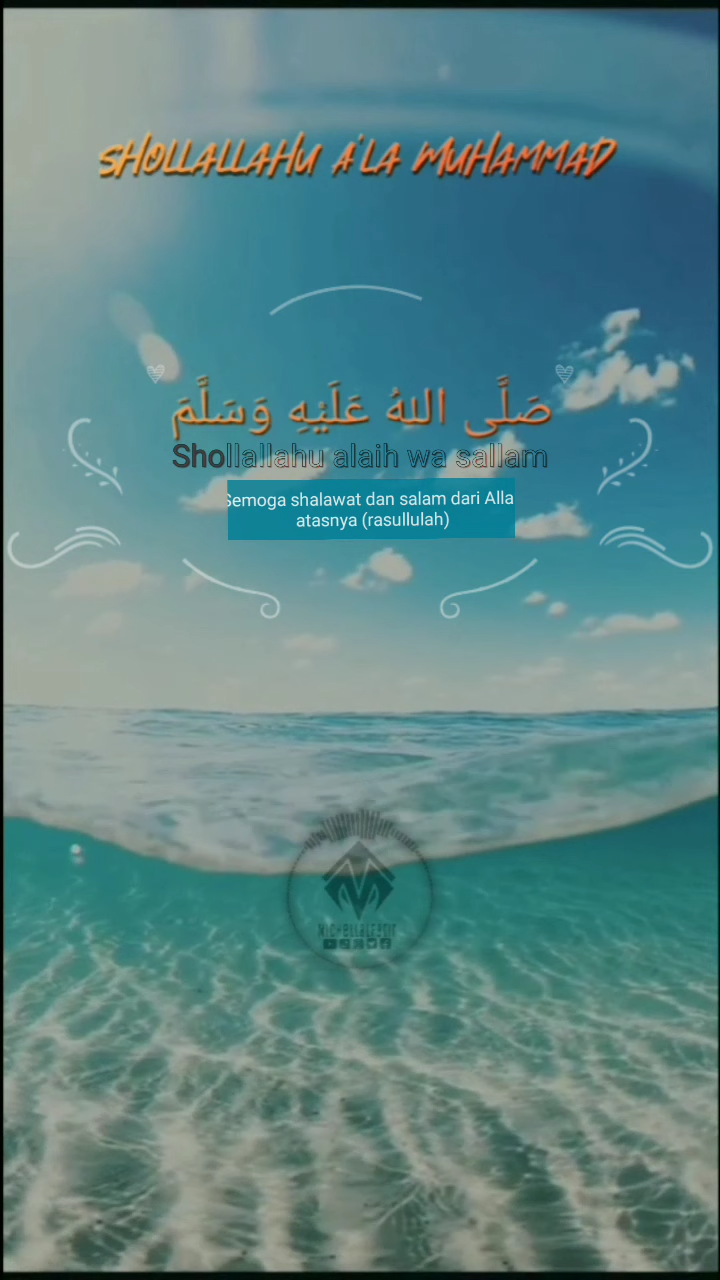 SHOLLALLAHU A'LA MUHAMMAD
صَلَّى اللهُ عَلَيْهِ وَسَلَّمَ
Shollallahu alaih wa sallam
Semoga shalawat dan salam dari Alla
atasnya (rasullulah)